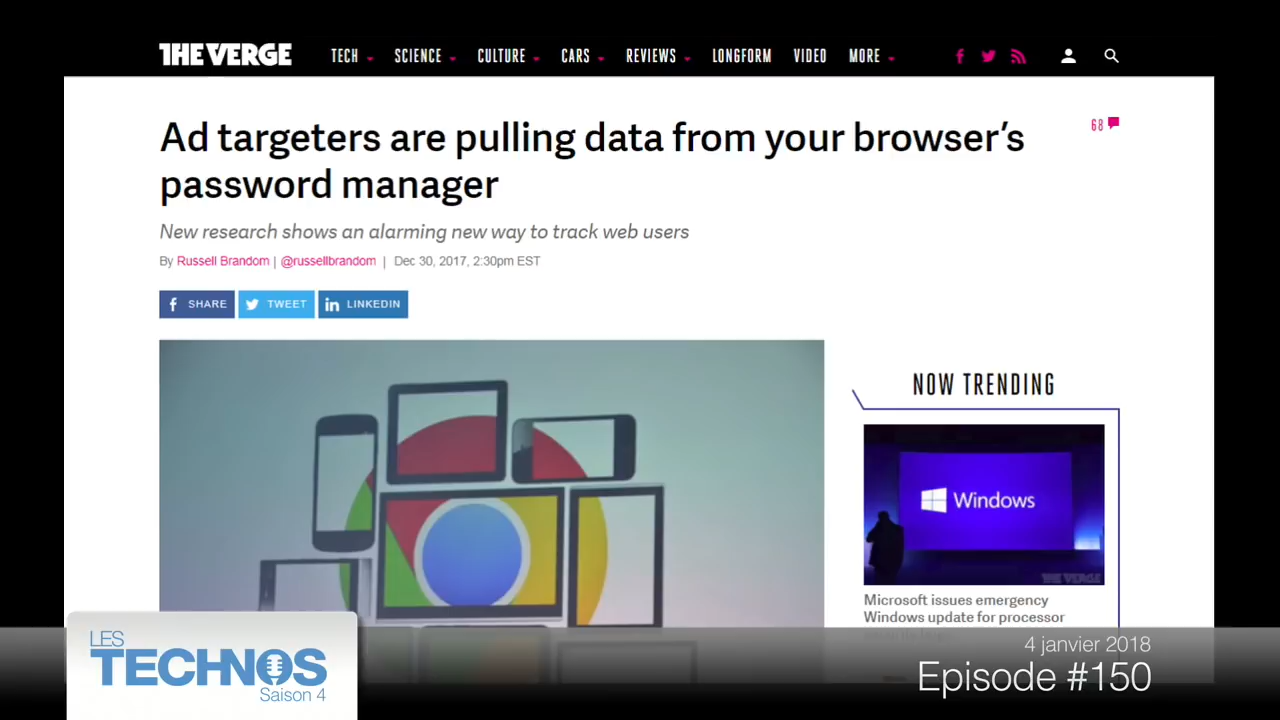 THE VERGE
TECH SCIENCE CULTURE CARS REVIEWS LONGFORM VIDEO MORE
68
Ad targeters are pulling data from your browser's
password manager
New research shows an alarming new way to track web users
By Russell Brandom | @russellbrandom | Dec 30, 2017, 2:30pm EST
SHARE TWEET LINKEDIN
NOW TRENDING
Windows
THE VERGE
Microsoft issues emergency
Windows update for processor
LES
TECHNOS
Saison 4
4 janvier 2018
Episode #150